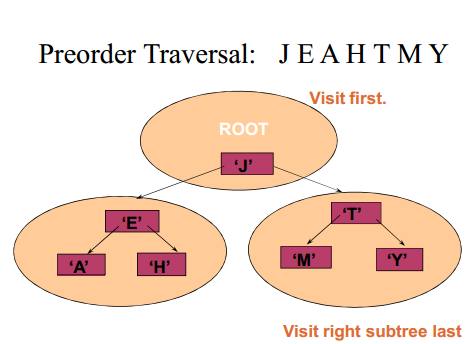 Preorder Traversal: J E A H T M Y
Visit first.
ROOT
‘J’
‘E’
‘T’
‘A’
‘H’
‘M’
‘Y’
Visit right subtree last